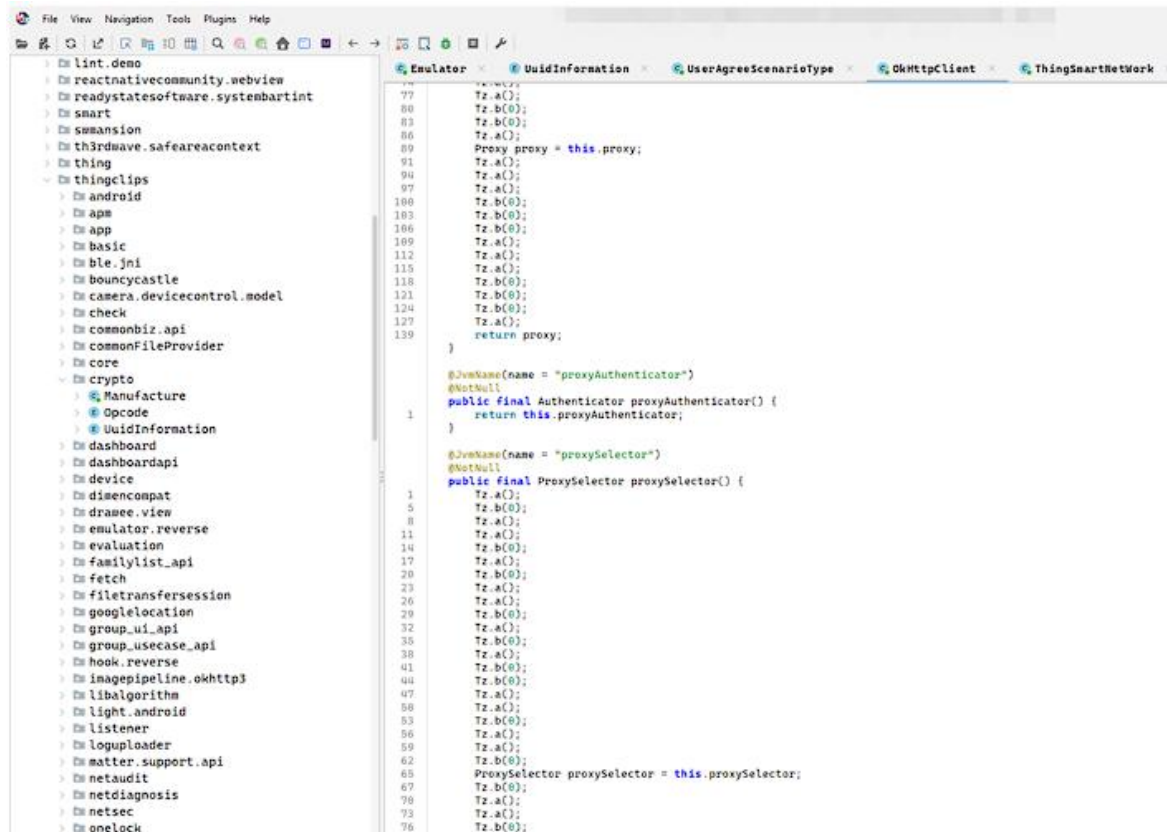 File View Navigation Tools Plugins Help
lint.demo
reactnativecommunity.webview
readystatesoftware.systembartint
smart
swmansion
th3rdwave.safeareacontext
thing
thingclips
android
apm
app
basic
ble.jni
bouncycastle
camera.devicecontrol.model
check
commonbiz.api
commonFileProvider
core
crypto
Manufacture
Opcode
UuidInformation
dashboard
dashboardapi
device
dimencompat
drawee.view
emulator.reverse
evaluation
familylist_api
fetch
filetransfersession
googlelocation
group_ui_api
group_usecase_api
hook.reverse
imagepipeline.okhttp3
libalgorithm
light.android
listener
loguploader
matter.support.api
netaudit
netdiagnosis
netsec
onelock
Emulator UuidInformation UserAgreeScenarioType OkHttpClient ThingSmartNetWork
77 Tz.a();
80 Tz.b(0);
83 Tz.b(0);
86 Tz.a();
89 Proxy proxy = this.proxy;
91 Tz.a();
94 Tz.a();
97 Tz.a();
100 Tz.b(0);
103 Tz.b(0);
106 Tz.b(0);
109 Tz.a();
112 Tz.a();
115 Tz.a();
118 Tz.b(0);
121 Tz.b(0);
124 Tz.b(0);
127 Tz.a();
139 return proxy;
}
@JvmName(name = "proxyAuthenticator")
@NotNull
public final Authenticator proxyAuthenticator() {
1 return this.proxyAuthenticator;
}
@JvmName(name = "proxySelector")
@NotNull
public final ProxySelector proxySelector() {
1 Tz.a();
5 Tz.b(0);
8 Tz.a();
11 Tz.a();
14 Tz.b(0);
17 Tz.a();
20 Tz.b(0);
23 Tz.a();
26 Tz.a();
29 Tz.b(0);
32 Tz.a();
35 Tz.b(0);
38 Tz.a();
41 Tz.b(0);
44 Tz.b(0);
47 Tz.a();
50 Tz.a();
53 Tz.b(0);
56 Tz.a();
59 Tz.a();
62 Tz.b(0);
65 ProxySelector proxySelector = this.proxySelector;
67 Tz.b(0);
70 Tz.a();
73 Tz.a();
76 Tz.b(0);